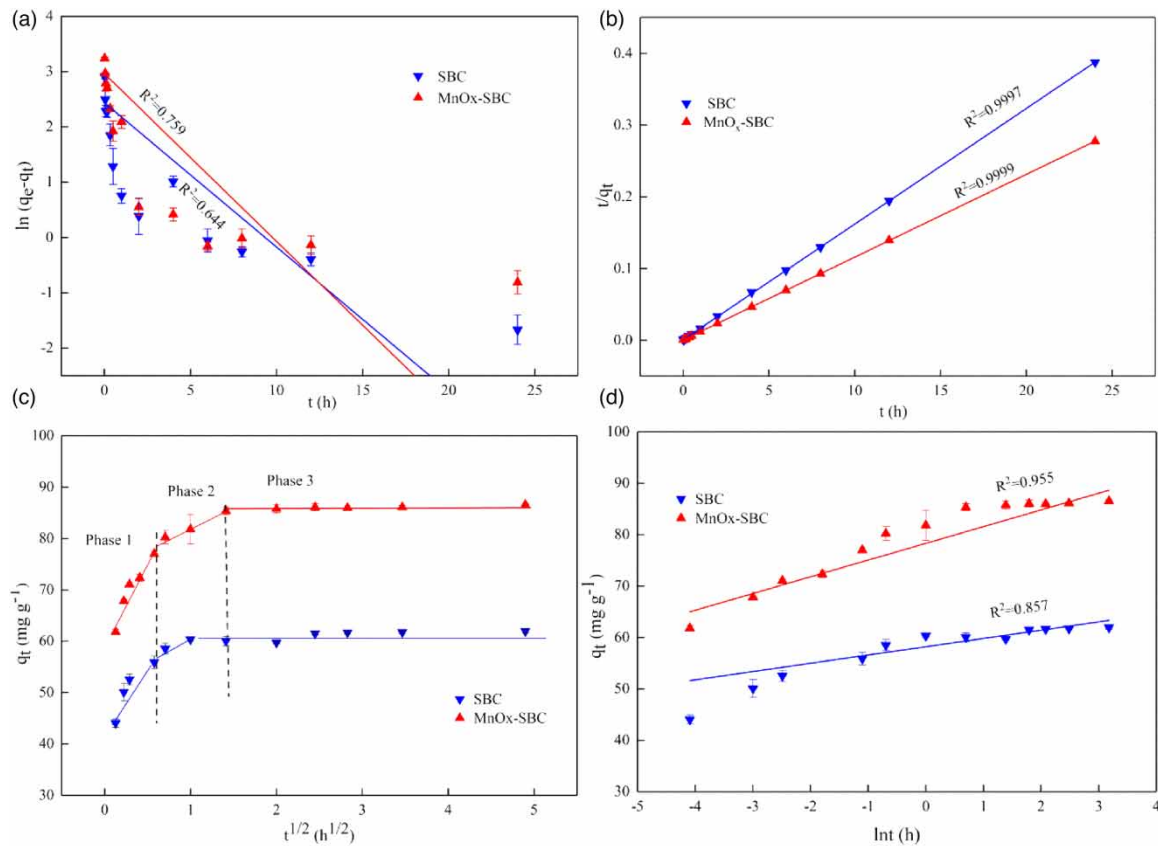 (a)
4
3
2
1
0
-1
-2
ln (qe-qt)
SBC
MnOx-SBC
R²=0.759
R²=0.644
0 5 10 15 20 25
t (h)
(b)
0.4
0.3
0.2
0.1
0.0
t/qt
SBC
MnOₓ-SBC
R²=0.9997
R²=0.9999
0 5 10 15 20 25
t (h)
(c)
100
90
80
70
60
50
40
30
qt (mg g⁻¹)
Phase 1
Phase 2
Phase 3
SBC
MnOx-SBC
0 1 2 3 4 5
t¹/² (h¹/²)
(d)
100
90
80
70
60
50
40
30
qt (mg g⁻¹)
SBC
MnOx-SBC
R²=0.955
R²=0.857
-5 -4 -3 -2 -1 0 1 2 3 4
lnt (h)